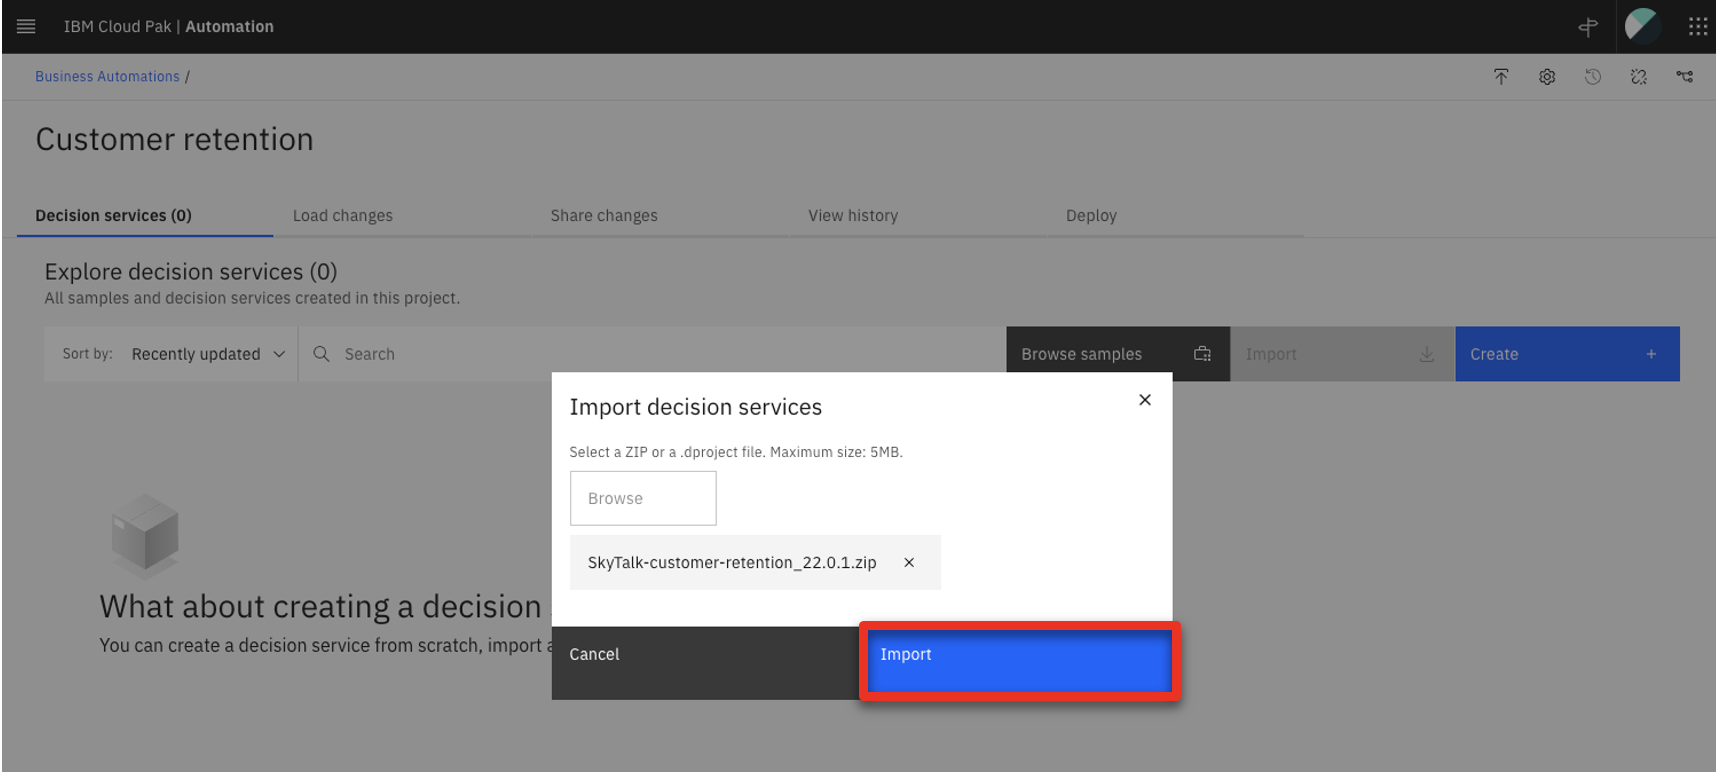 IBM Cloud Pak | Automation
Business Automations /
Customer retention
Decision services (0)
Load changes
Share changes
View history
Deploy
Explore decision services (0)
All samples and decision services created in this project.
Sort by:
Recently updated
Search
Browse samples
Import
Create
Import decision services
Select a ZIP or a .dproject file. Maximum size: 5MB.
Browse
SkyTalk-customer-retention_22.0.1.zip
What about creating a decision
You can create a decision service from scratch, import
Cancel
Import